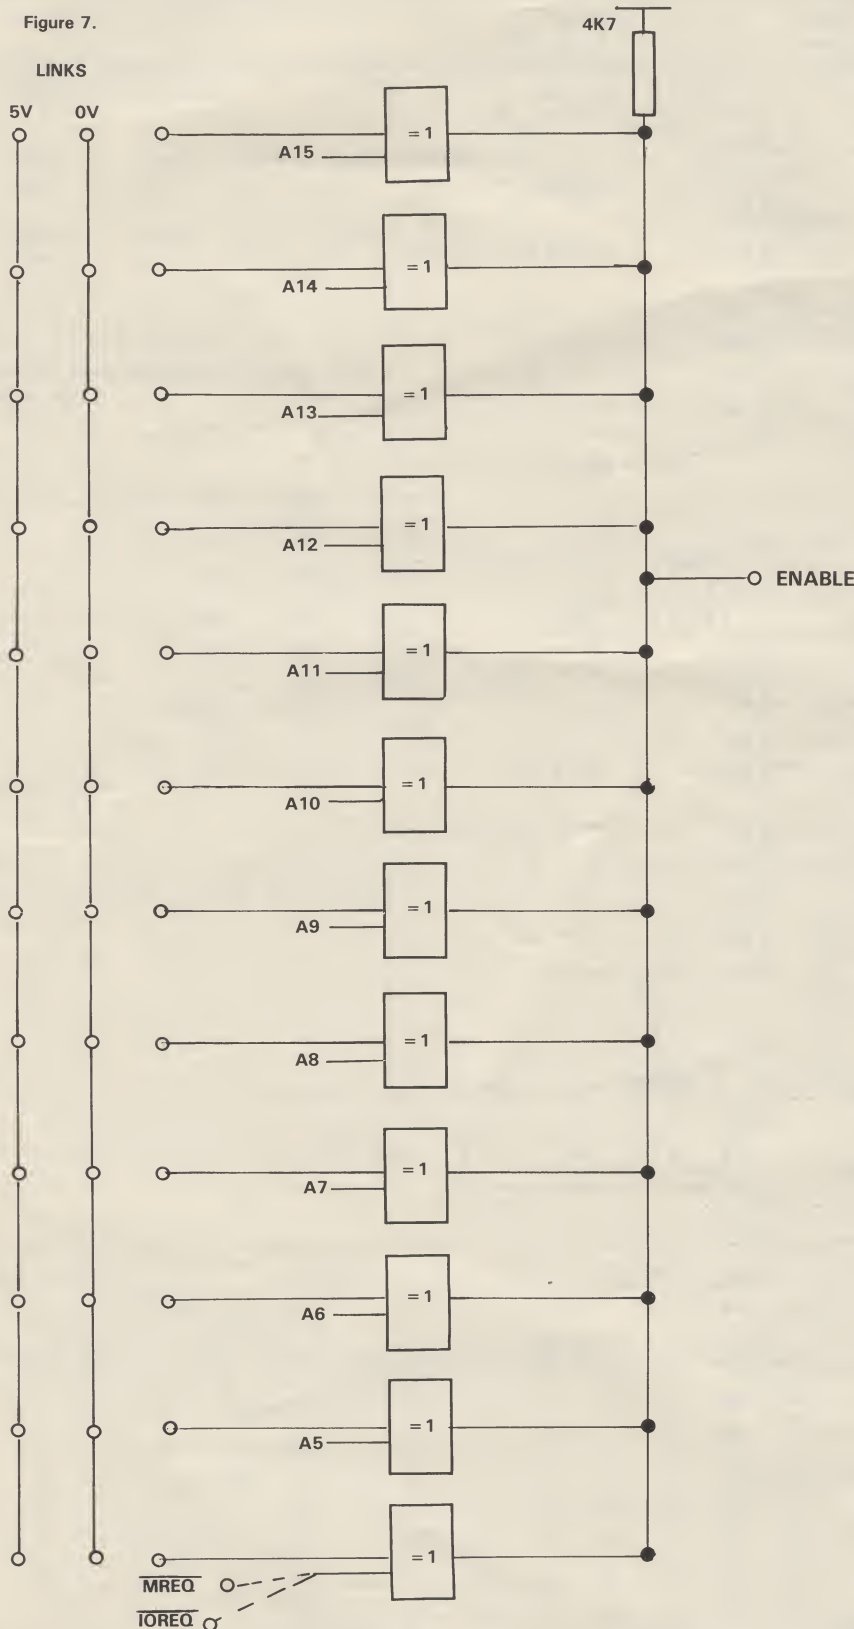 Figure 7.
4K7
LINKS
5V
0V
= 1
A15
= 1
A14
= 1
A13
= 1
A12
ENABLE
= 1
A11
= 1
A10
= 1
A9
= 1
A8
= 1
A7
= 1
A6
= 1
A5
= 1
MREQ
IOREQ